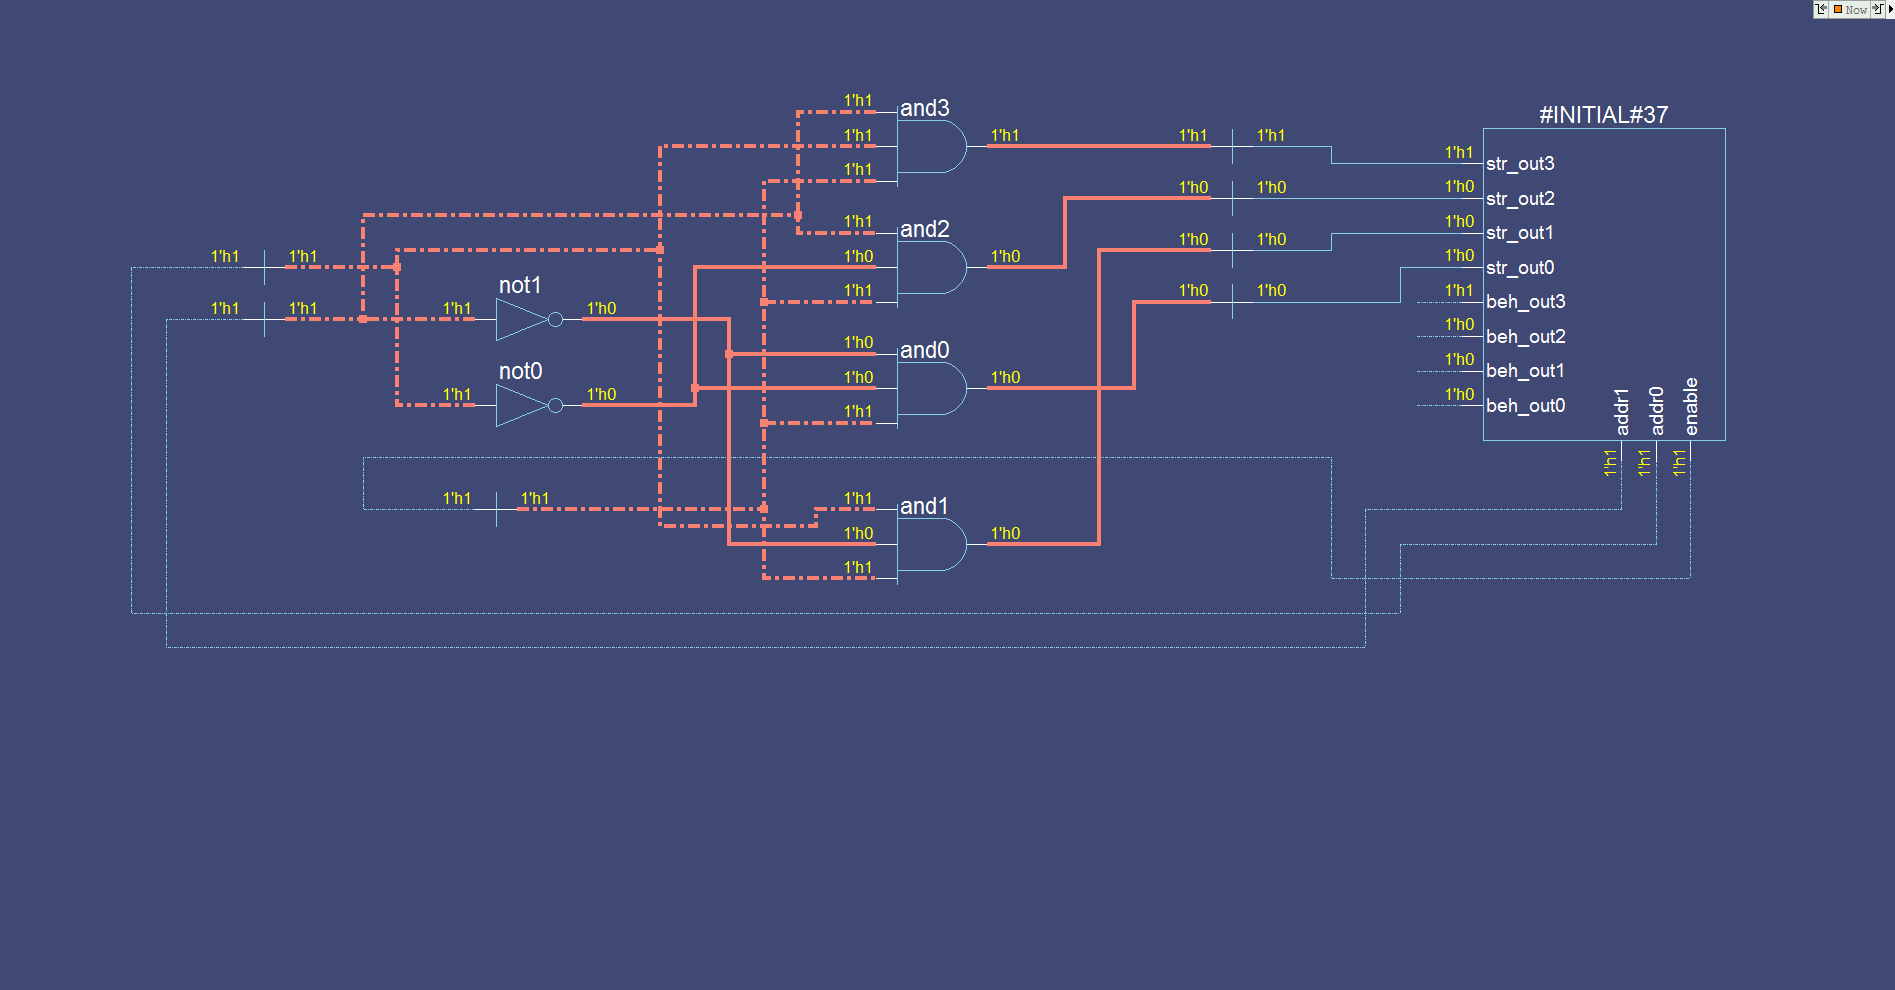 Now
1'h1 and3
#INITIAL#37
1'h1 1'h1 1'h1 1'h1
1'h1 str_out3
1'h1
1'h0 1'h0 1'h0 str_out2
1'h1 and2
1'h0 1'h0 1'h0 str_out1
1'h1 1'h1 1'h0 1'h0 1'h0 str_out0
not1
1'h1 1'h0 1'h0 1'h1 beh_out3
1'h1 1'h1 1'h1 1'h0
1'h0 beh_out2
1'h0 and0
not0
1'h0 1'h0 1'h0 beh_out1
1'h1 1'h0 1'h0 beh_out0
1'h1
addr1 addr0 enable
1'h1 1'h1 1'h1
1'h1 1'h1 1'h1 and1
1'h0 1'h0
1'h1